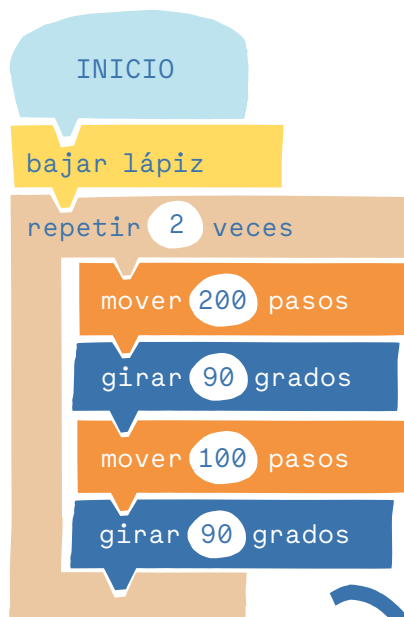 INICIO
bajar lápiz
repetir 2 veces
mover 200 pasos
girar 90 grados
mover 100 pasos
girar 90 grados